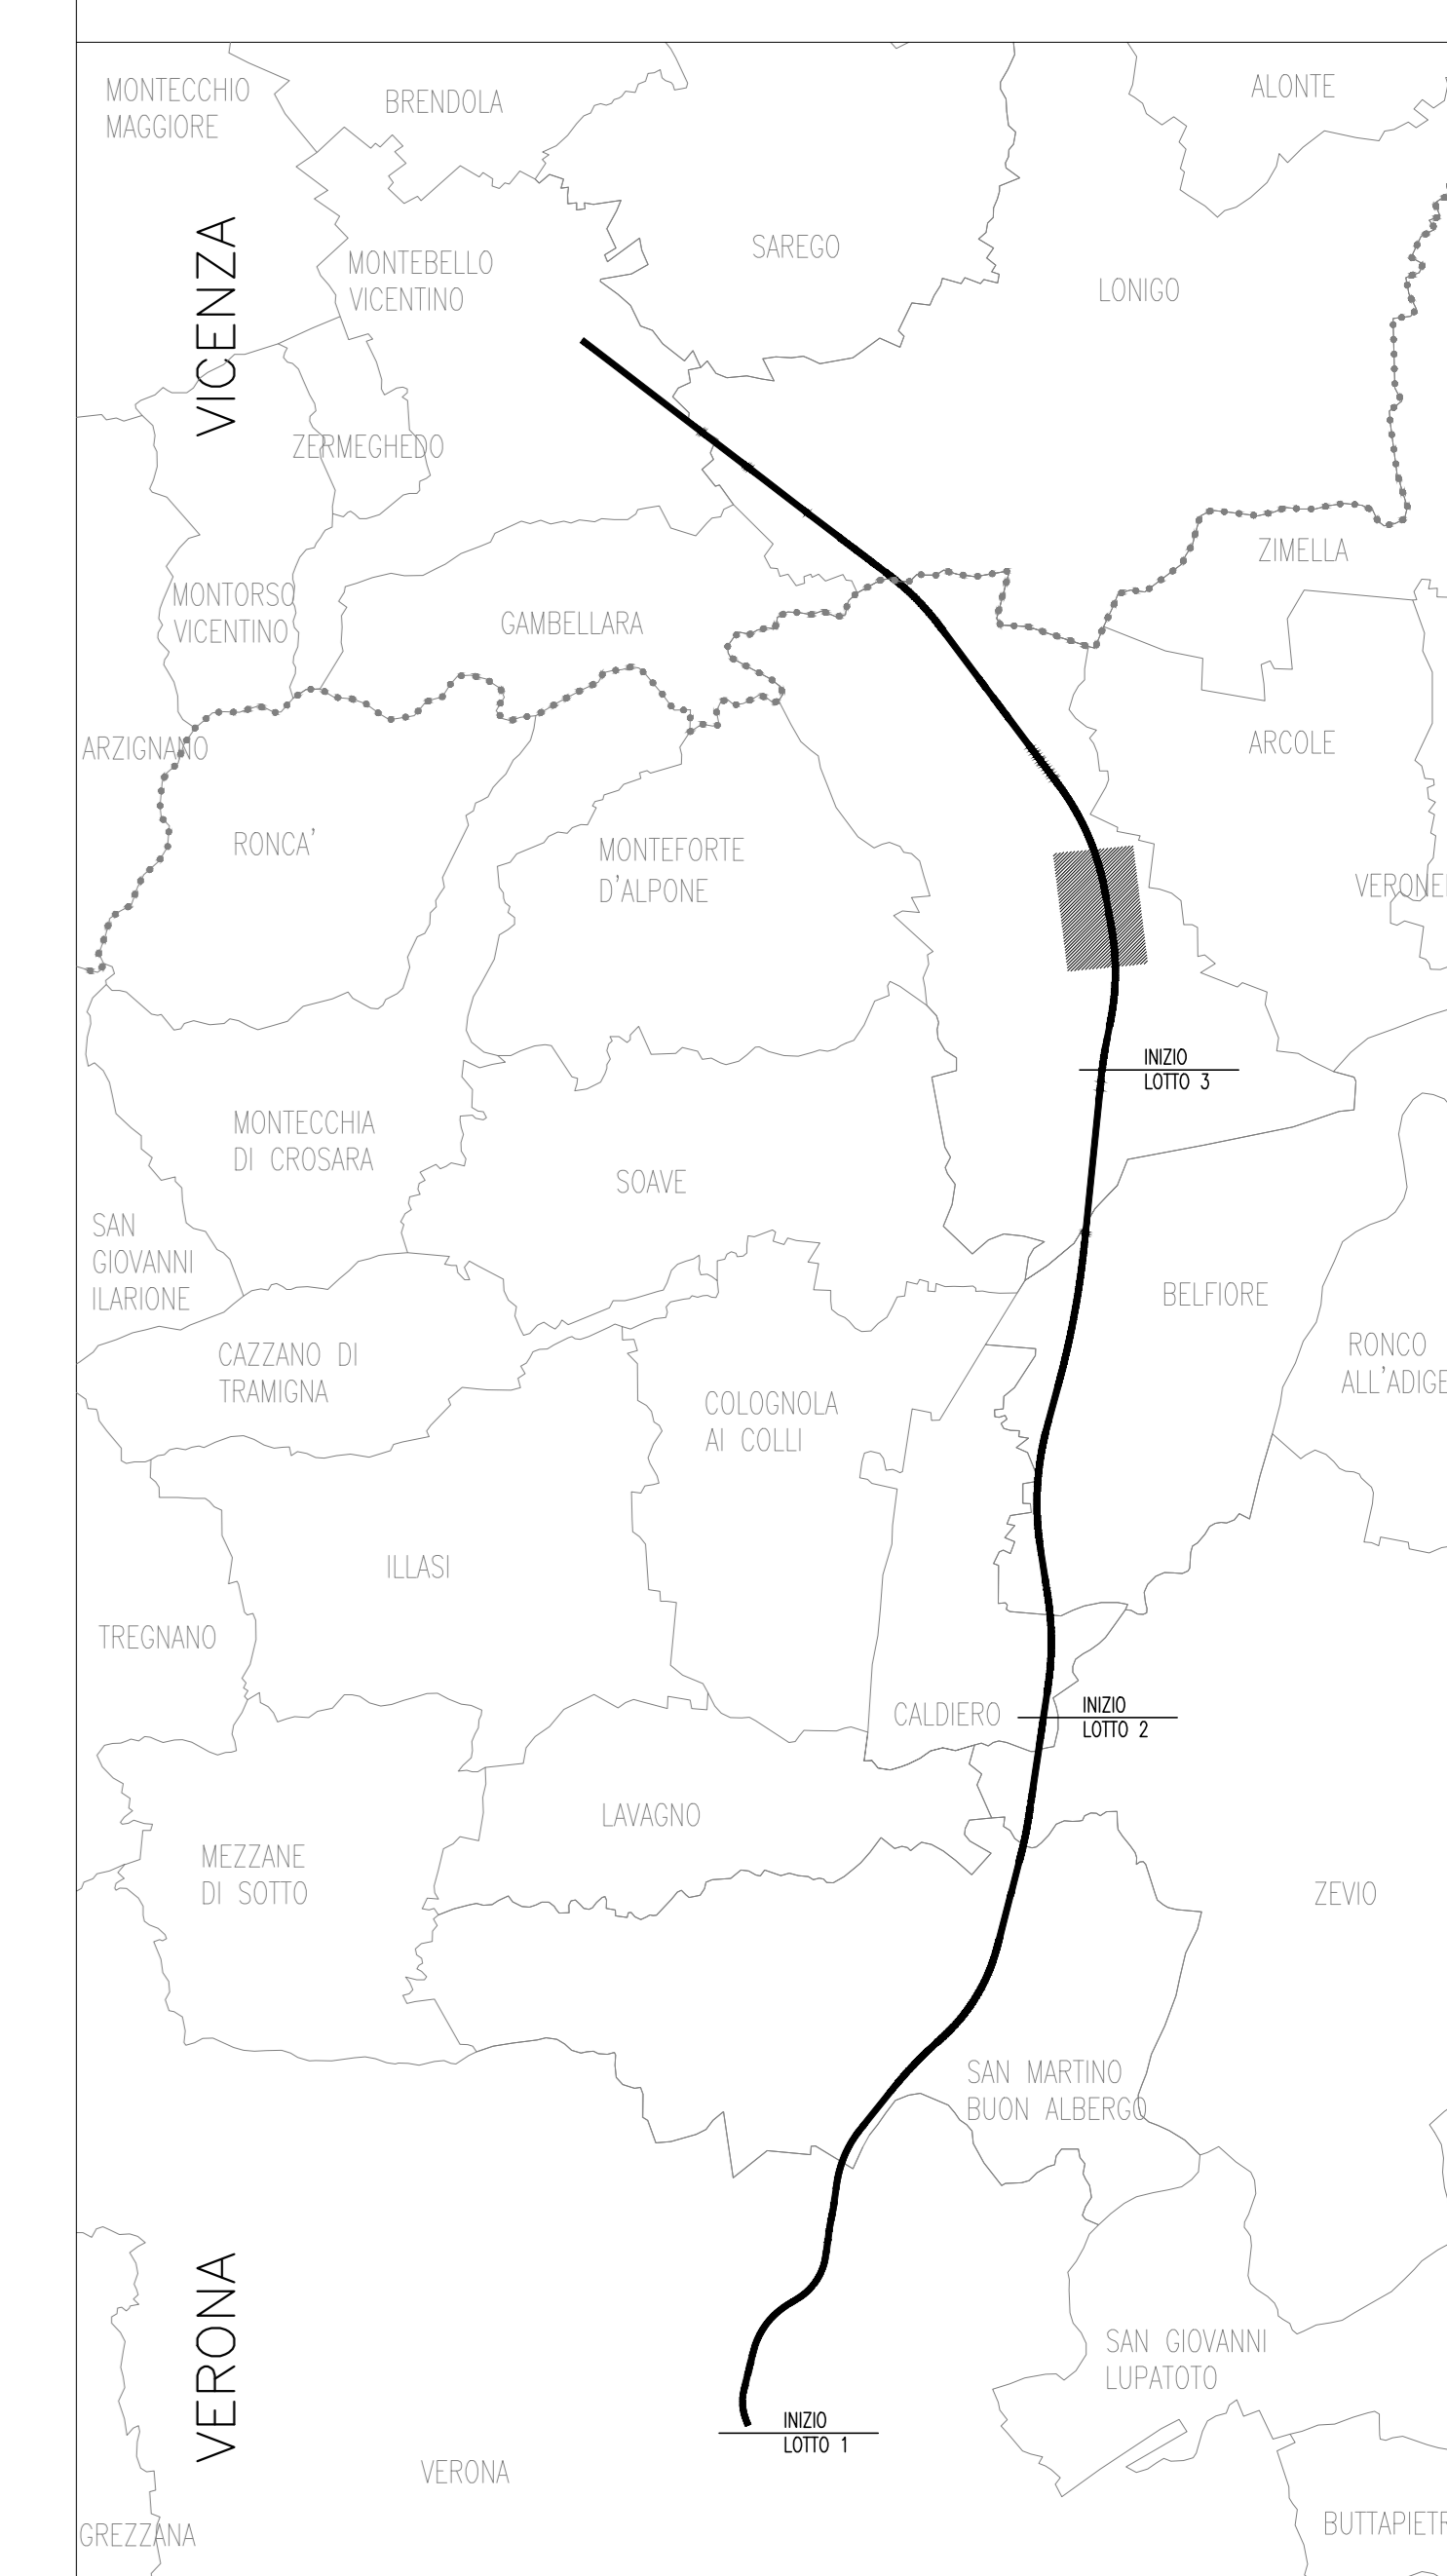 MONTECCHIO
MAGGIORE
BRENDOLA
ALONTE
VICENZA
MONTEBELLO
VICENTINO
SAREGO
LONIGO
ZERMEGHEDO
ZIMELLA
MONTORSO
VICENTINO
GAMBELLARA
ARZIGNANO
ARCOLE
RONCA'
MONTEFORTE
D'ALPONE
VERONE
INIZIO
LOTTO 3
MONTECCHIA
DI CROSARA
SOAVE
SAN
GIOVANNI
ILARIONE
BELFIORE
CAZZANO DI
TRAMIGNA
RONCO
ALL'ADIGE
COLOGNOLA
AI COLLI
ILLASI
TREGNANO
CALDIERO
INIZIO
LOTTO 2
LAVAGNO
MEZZANE
DI SOTTO
ZEVIO
SAN MARTINO
BUON ALBERGO
VERONA
SAN GIOVANNI
LUPATOTO
INIZIO
LOTTO 1
VERONA
GREZZANA
BUTTAPIETR